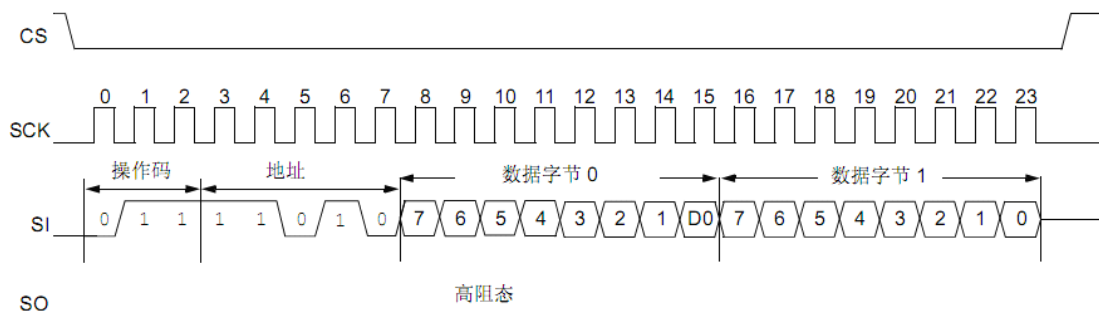 CS
0 1 2 3 4 5 6 7 8 9 10 11 12 13 14 15 16 17 18 19 20 21 22 23
SCK
操作码 地址 数据字节 0 数据字节 1
SI 0 1 1 1 1 0 1 0 7 6 5 4 3 2 1 D0 7 6 5 4 3 2 1 0
高阻态
SO